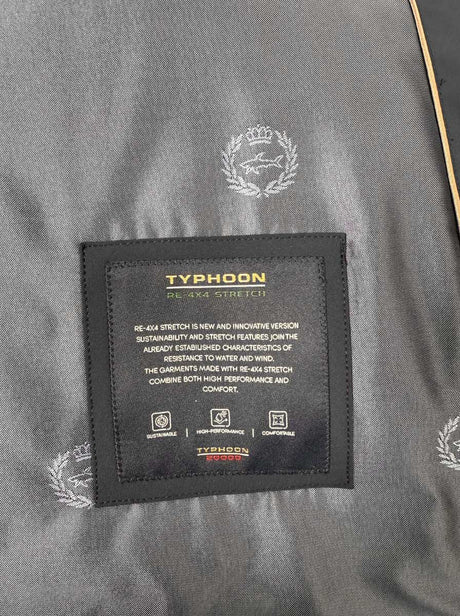 TYPHOON
RE-4X4 STRETCH
RE-4X4 STRETCH IS NEW AND INNOVATIVE VERSION
SUSTAINABILITY AND STRETCH FEATURES JOIN THE
ALREADY ESTABILISHED CHARACTERISTICS OF
RESISTANCE TO WATER AND WIND.
THE GARMENTS MADE WITH RE-4X4 STRETCH
COMBINE BOTH HIGH PERFORMANCE AND
COMFORT.
SUSTAINABLE
HIGH-PERFORMANCE
COMFORTABLE
TYPHOON
20000